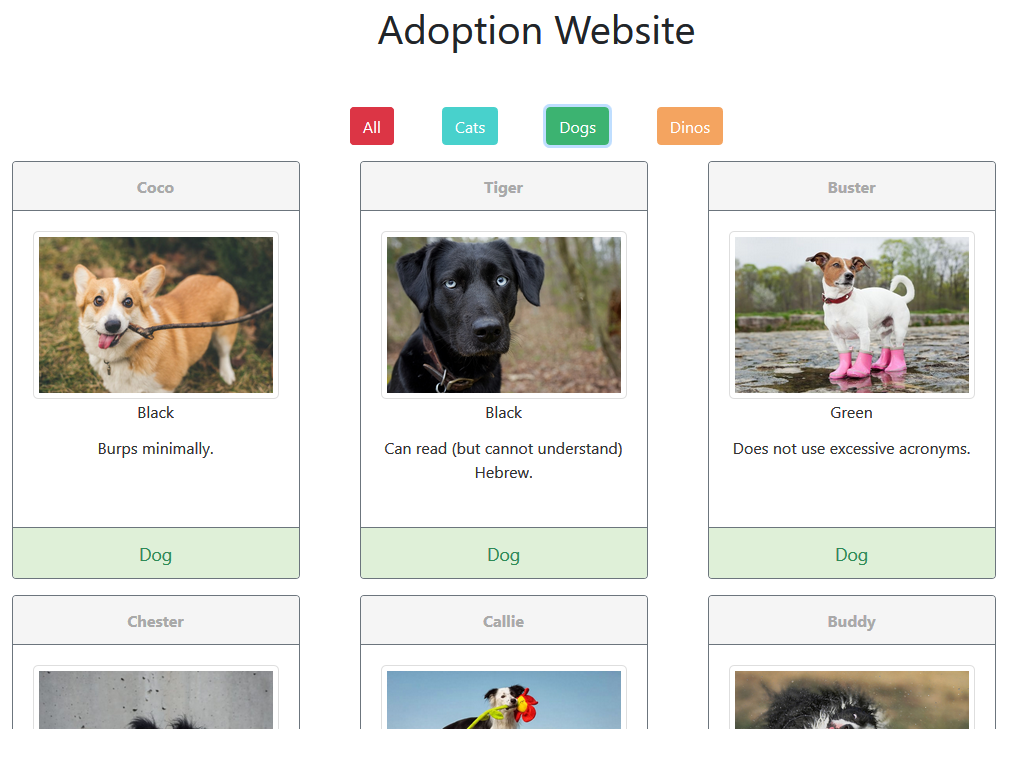 Adoption Website
All Cats Dogs Dinos
Coco Tiger Buster
Black Black Green
Burps minimally. Can read (but cannot understand) Does not use excessive acronyms.
Hebrew.
Dog Dog Dog
Chester Callie Buddy